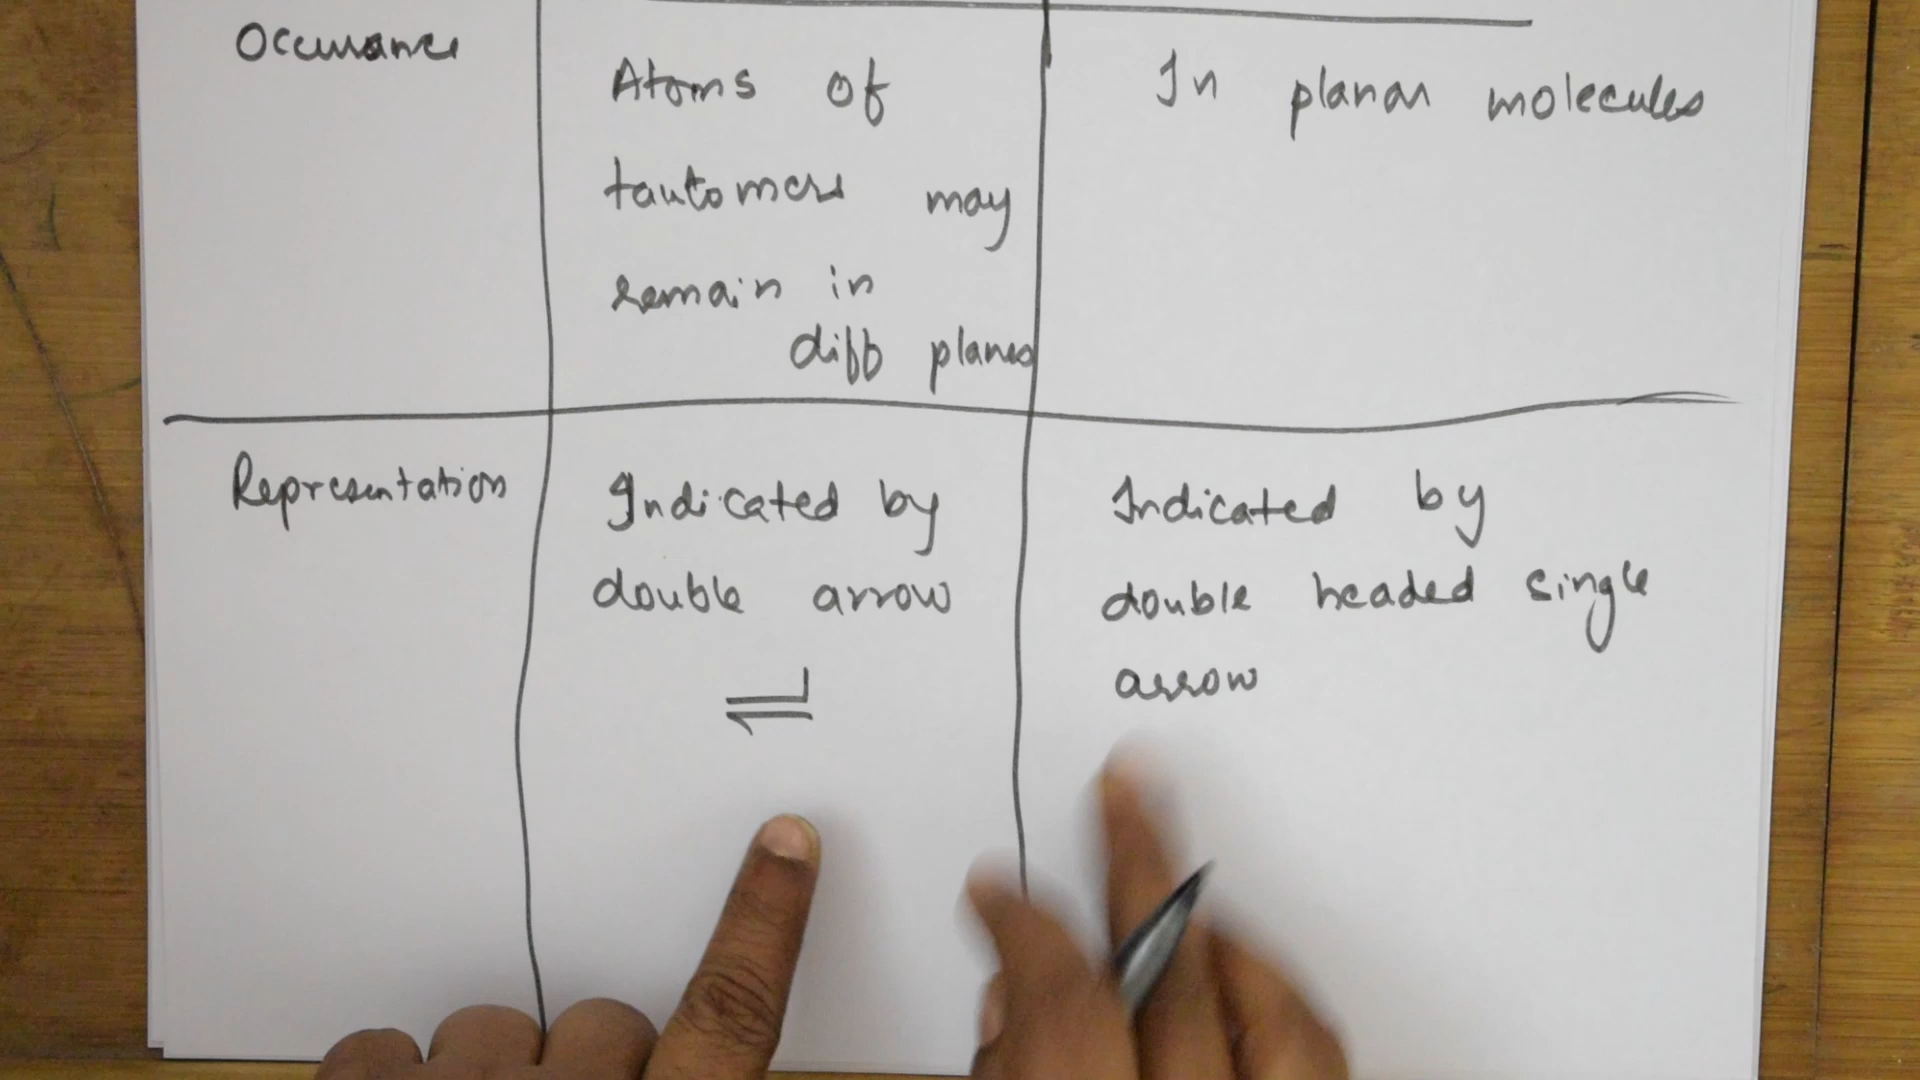 Occurance
Atoms of
tautomers may
remain in
diff planes
In planar molecules
Representation
Indicated by
double arrow
⇌
Indicated by
double headed single
arrow